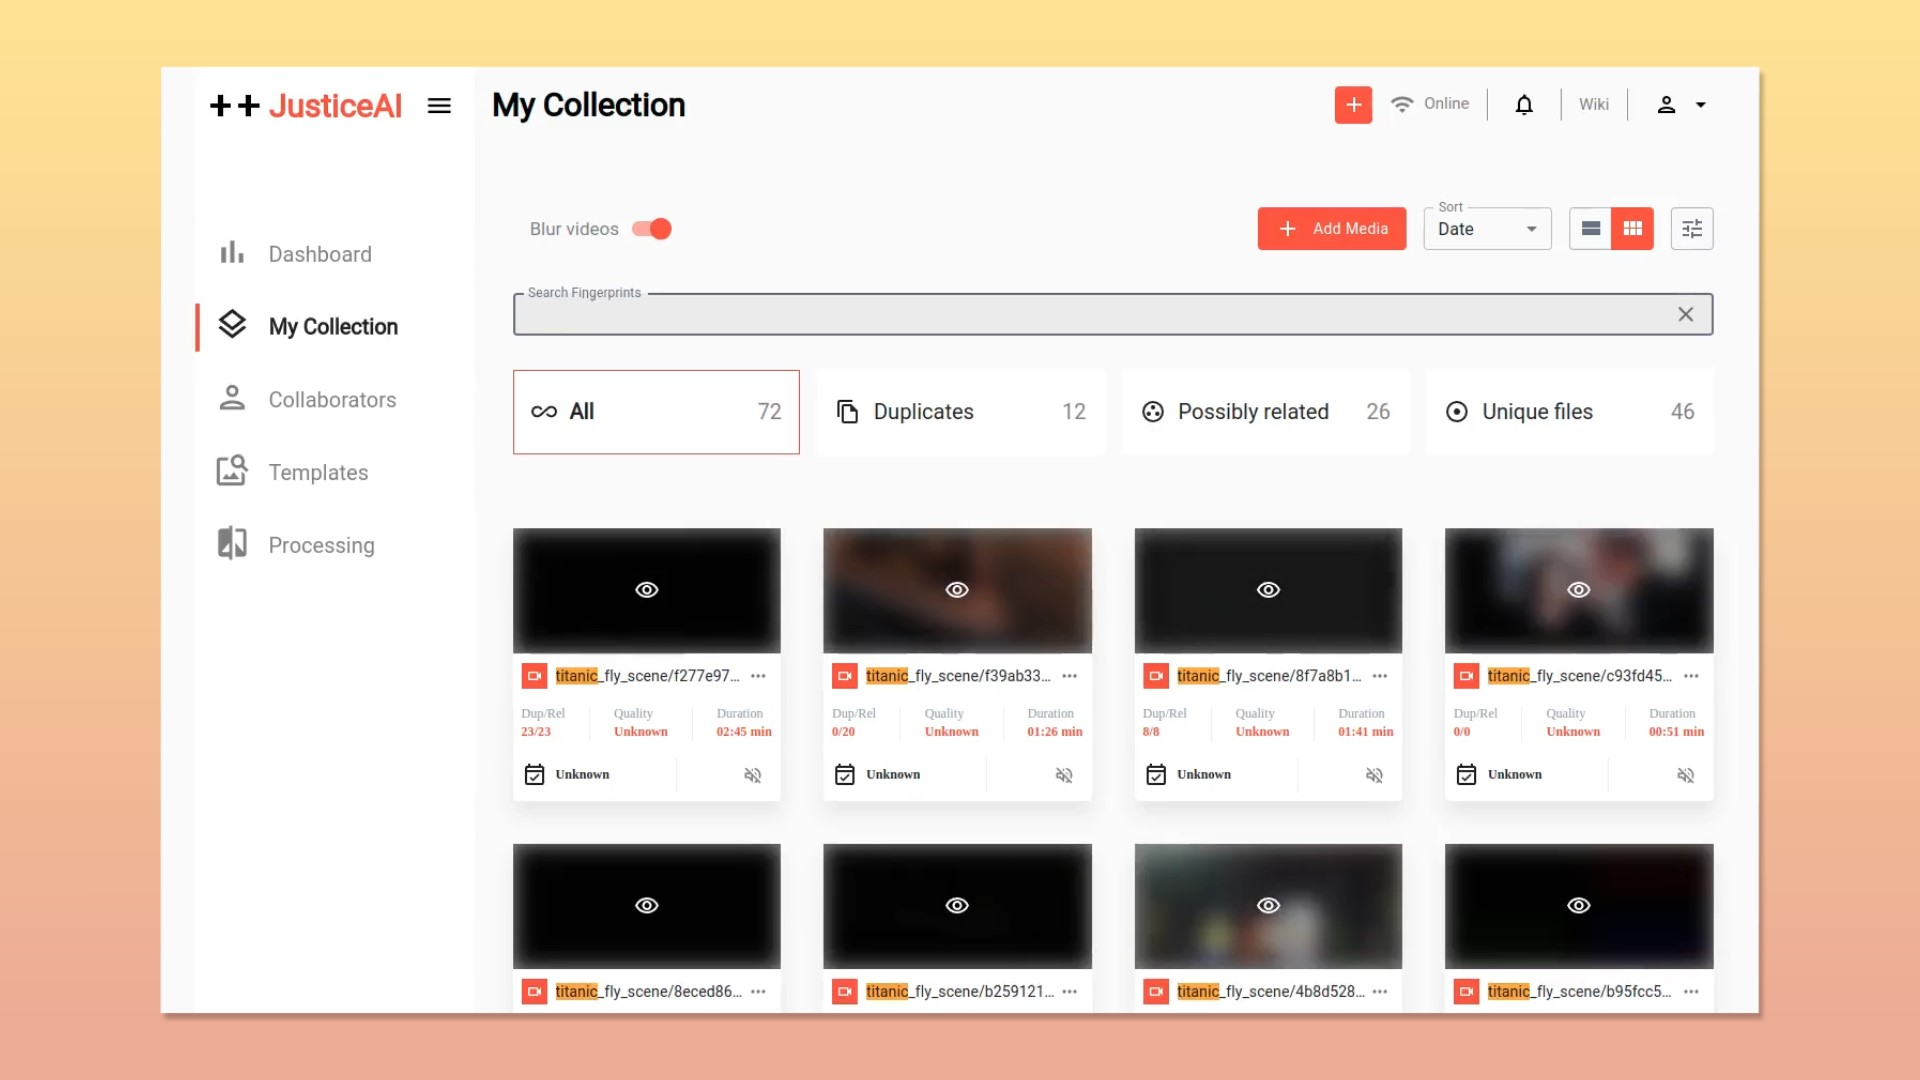 ++ JusticeAI
My Collection
Online
Wiki
Dashboard
My Collection
Collaborators
Templates
Processing
Blur videos
+ Add Media
Sort
Date
Search Fingerprints
All 72
Duplicates 12
Possibly related 26
Unique files 46
titanic_fly_scene/f277e97...
Dup/Rel Quality Duration
23/23 Unknown 02:45 min
Unknown
titanic_fly_scene/f39ab33...
Dup/Rel Quality Duration
0/20 Unknown 01:26 min
Unknown
titanic_fly_scene/8f7a8b1...
Dup/Rel Quality Duration
8/8 Unknown 01:41 min
Unknown
titanic_fly_scene/c93fd45...
Dup/Rel Quality Duration
0/0 Unknown 00:51 min
Unknown
titanic_fly_scene/8eced86...
titanic_fly_scene/b259121...
titanic_fly_scene/4b8d528...
titanic_fly_scene/b95fcc5...